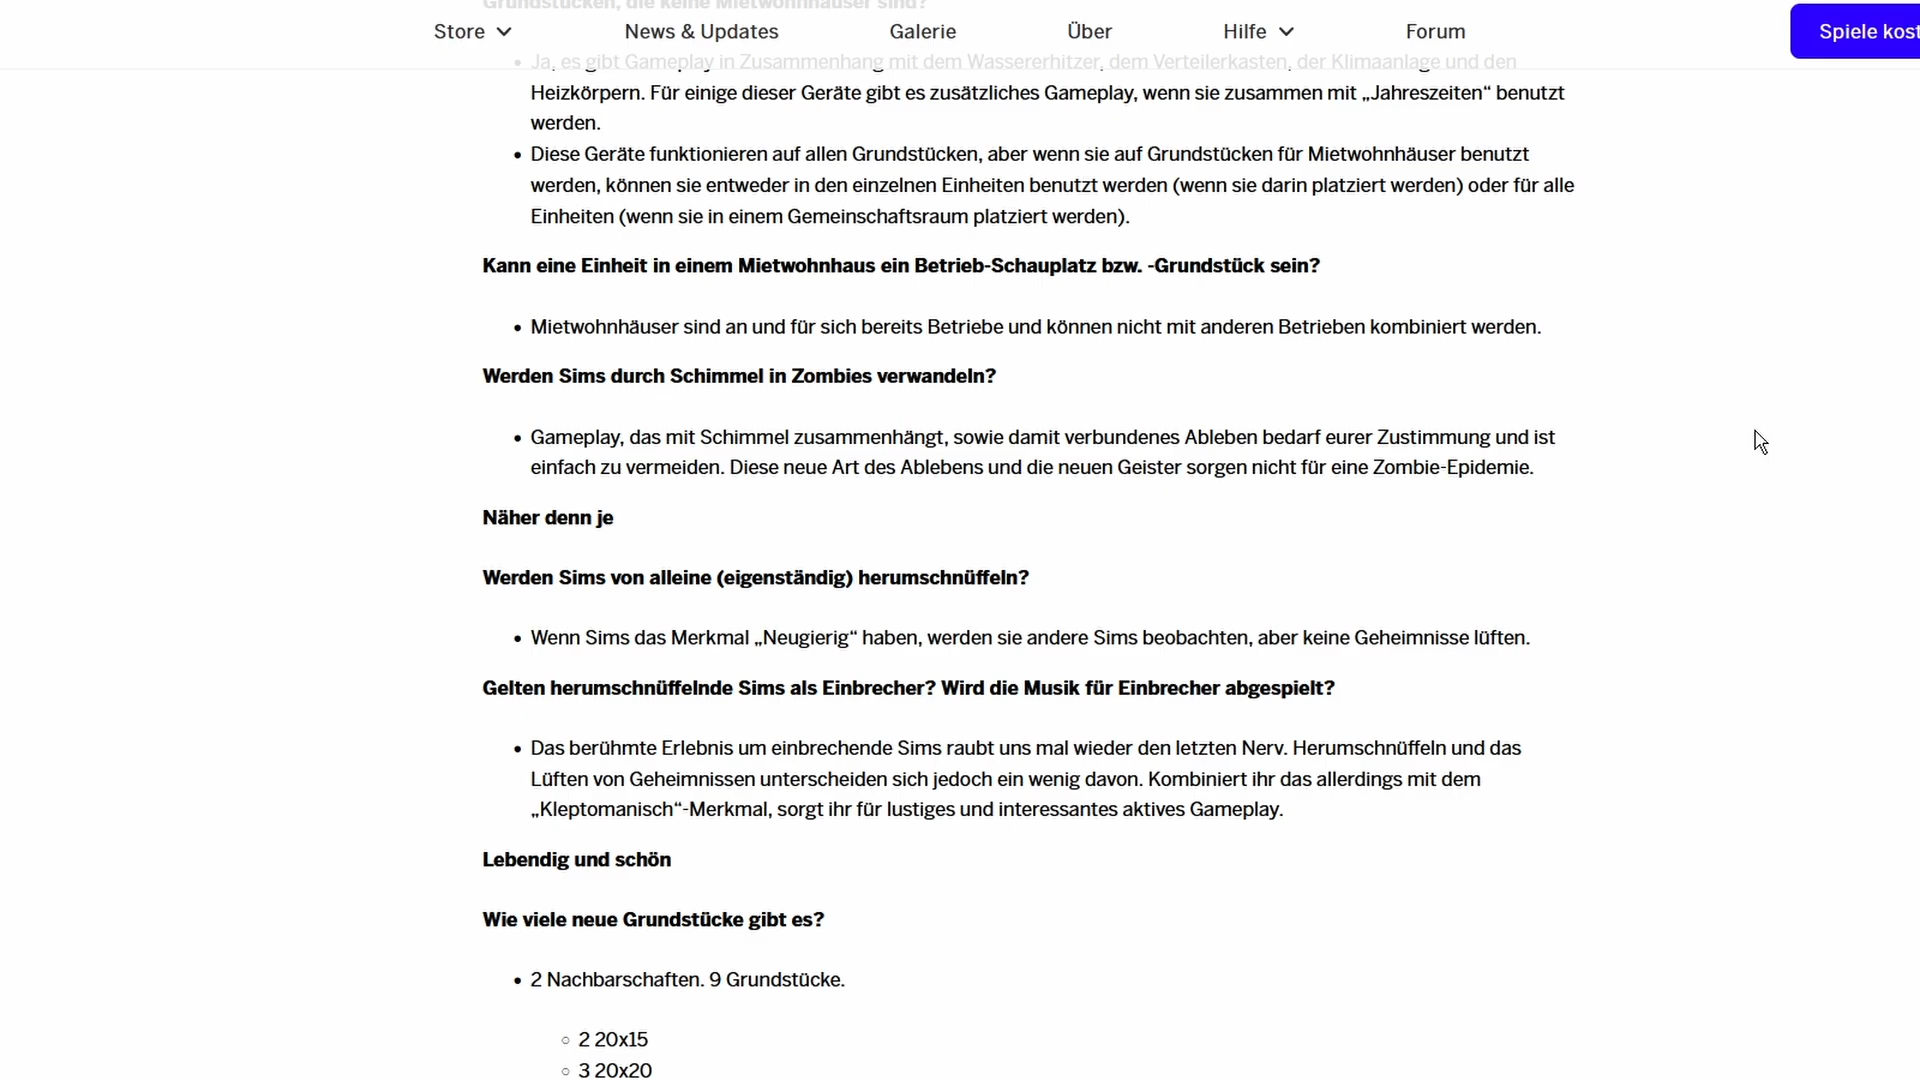 Grundstücken, die keine Mietwohnhäuser sind?
Store
News & Updates
Galerie
Über
Hilfe
Forum
Spiele kost
• Ja, es gibt Gameplay in Zusammenhang mit dem Wassererhitzer, dem Verteilerkasten, der Klimaanlage und den
Heizkörpern. Für einige dieser Geräte gibt es zusätzliches Gameplay, wenn sie zusammen mit „Jahreszeiten“ benutzt
werden.
• Diese Geräte funktionieren auf allen Grundstücken, aber wenn sie auf Grundstücken für Mietwohnhäuser benutzt
werden, können sie entweder in den einzelnen Einheiten benutzt werden (wenn sie darin platziert werden) oder für alle
Einheiten (wenn sie in einem Gemeinschaftsraum platziert werden).
Kann eine Einheit in einem Mietwohnhaus ein Betrieb-Schauplatz bzw. -Grundstück sein?
• Mietwohnhäuser sind an und für sich bereits Betriebe und können nicht mit anderen Betrieben kombiniert werden.
Werden Sims durch Schimmel in Zombies verwandeln?
• Gameplay, das mit Schimmel zusammenhängt, sowie damit verbundenes Ableben bedarf eurer Zustimmung und ist
einfach zu vermeiden. Diese neue Art des Ablebens und die neuen Geister sorgen nicht für eine Zombie-Epidemie.
Näher denn je
Werden Sims von alleine (eigenständig) herumschnüffeln?
• Wenn Sims das Merkmal „Neugierig“ haben, werden sie andere Sims beobachten, aber keine Geheimnisse lüften.
Gelten herumschnüffelnde Sims als Einbrecher? Wird die Musik für Einbrecher abgespielt?
• Das berühmte Erlebnis um einbrechende Sims raubt uns mal wieder den letzten Nerv. Herumschnüffeln und das
Lüften von Geheimnissen unterscheiden sich jedoch ein wenig davon. Kombiniert ihr das allerdings mit dem
„Kleptomanisch“-Merkmal, sorgt ihr für lustiges und interessantes aktives Gameplay.
Lebendig und schön
Wie viele neue Grundstücke gibt es?
• 2 Nachbarschaften. 9 Grundstücke.
○ 2 20x15
○ 3 20x20